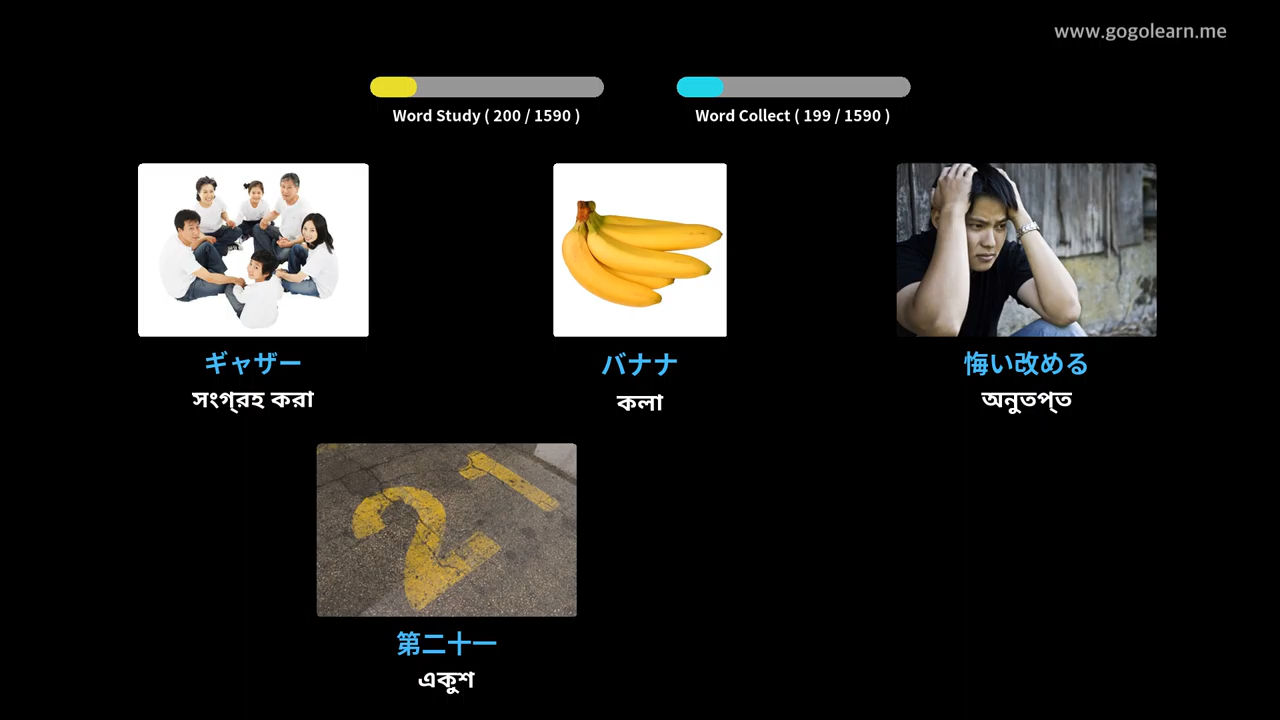 www.gogolearn.me
Word Study ( 200 / 1590 )
Word Collect ( 199 / 1590 )
ギャザー
সংগ্রহ করা
バナナ
কলা
悔い改める
অনুতপ্ত
21
第二十一
একুশ